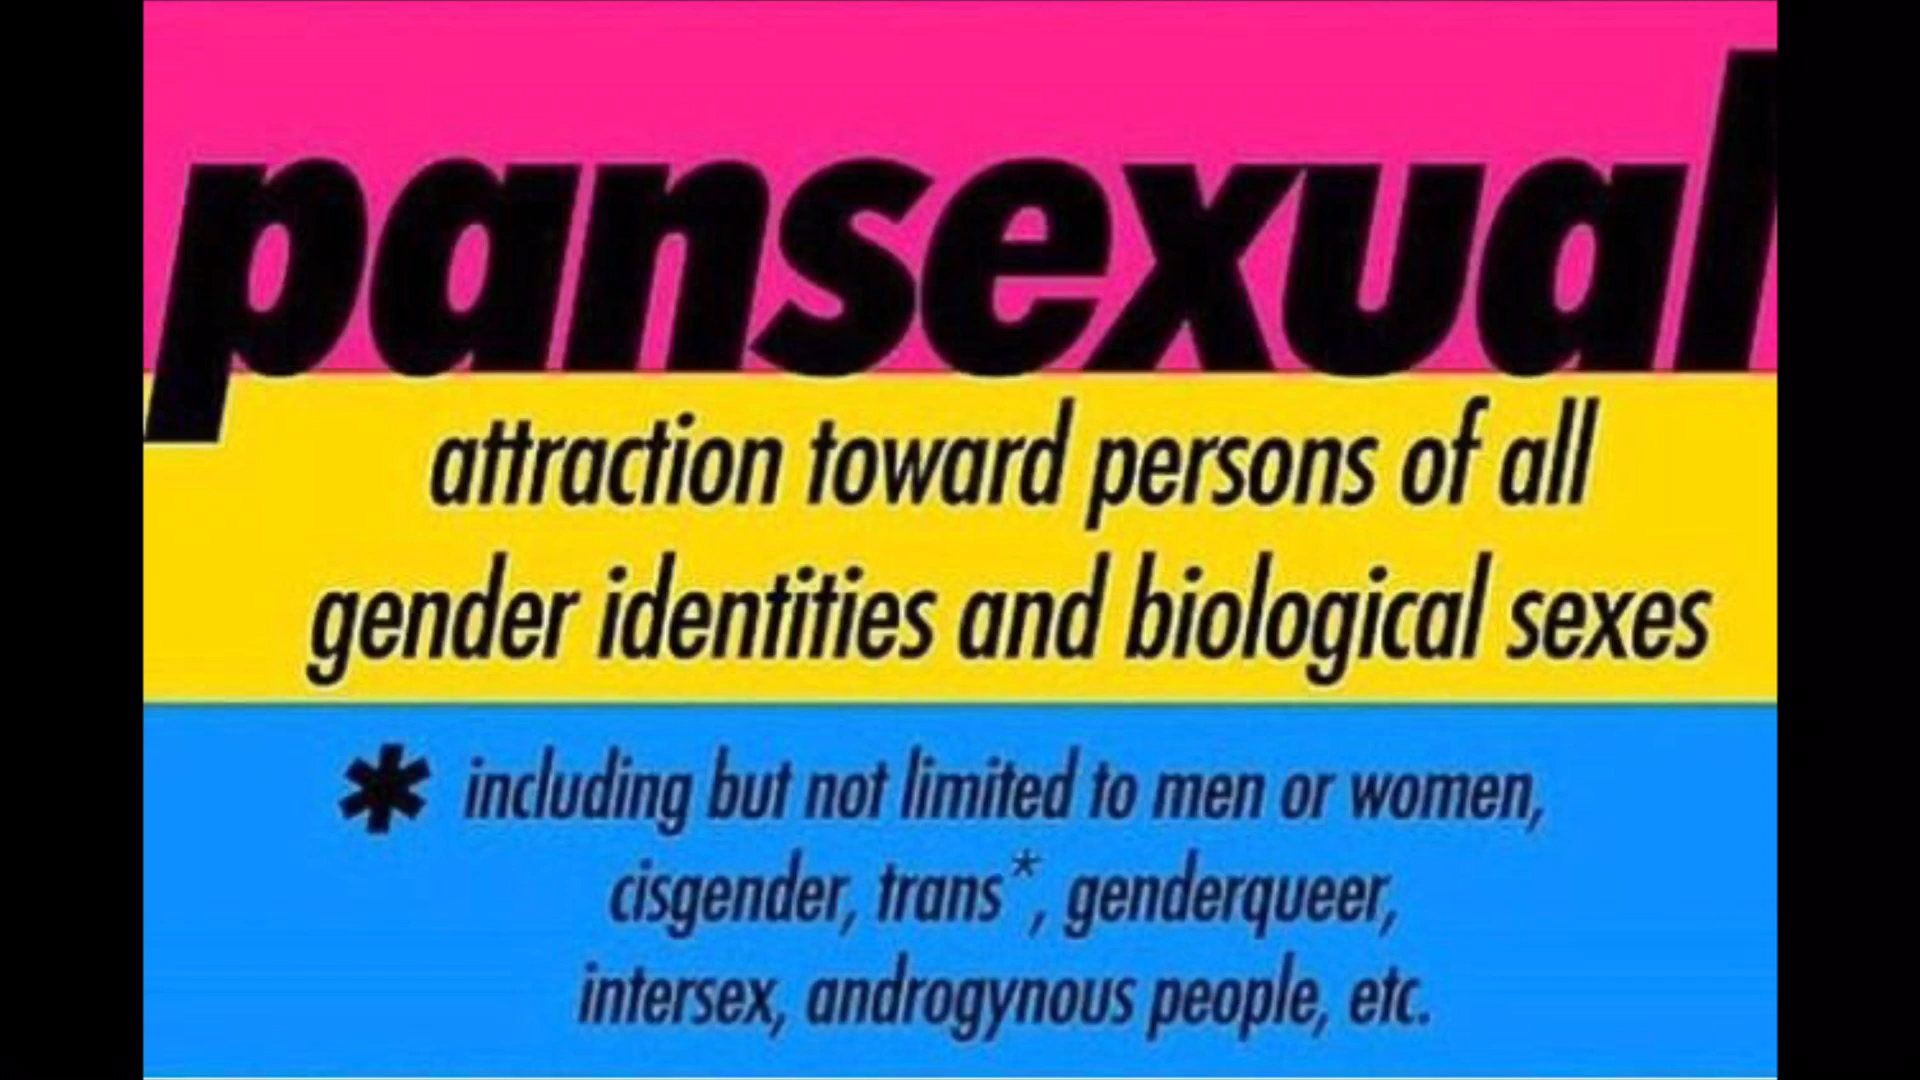 pansexual
attraction toward persons of all
gender identities and biological sexes
* including but not limited to men or women,
cisgender, trans*, genderqueer,
intersex, androgynous people, etc.